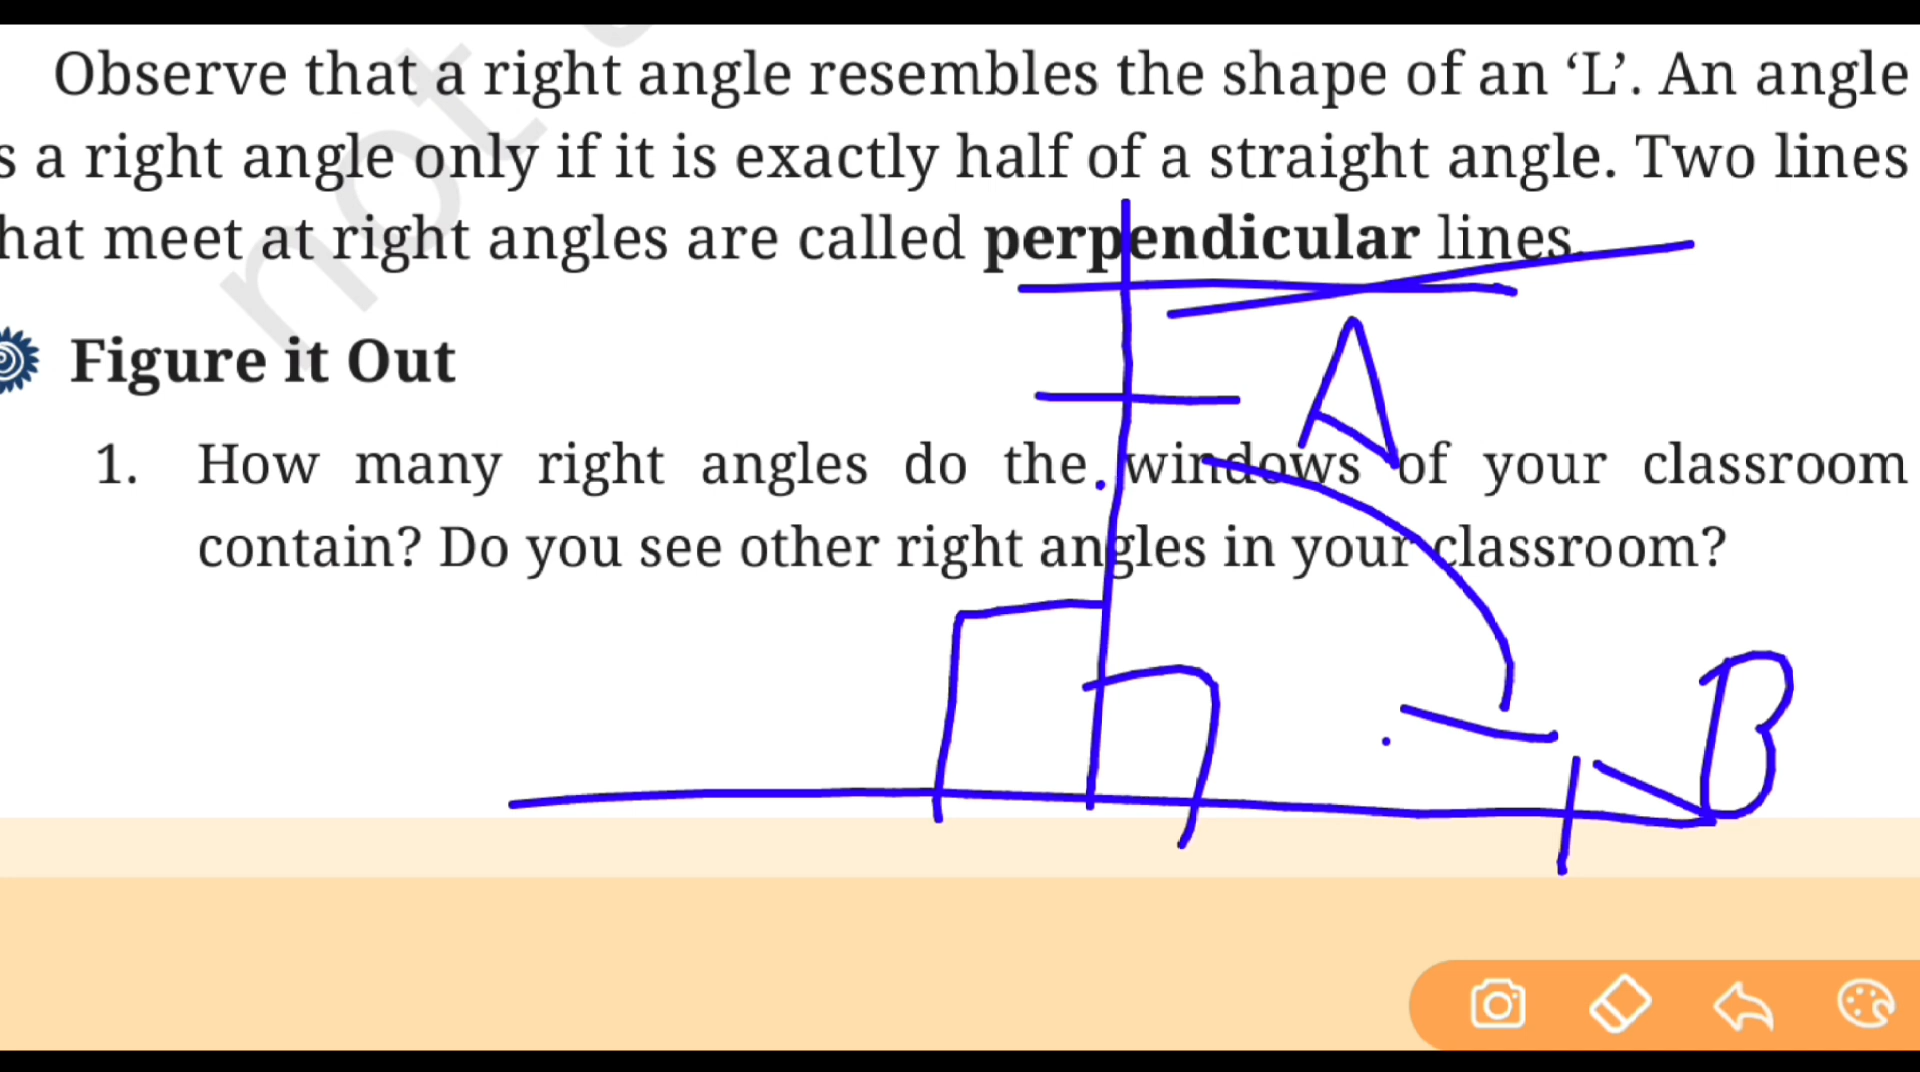 Observe that a right angle resembles the shape of an ‘L’. An angle
s a right angle only if it is exactly half of a straight angle. Two lines
hat meet at right angles are called perpendicular lines.
not
Figure it Out
A
1. How many right angles do the windows of your classroom
contain? Do you see other right angles in your classroom?
B